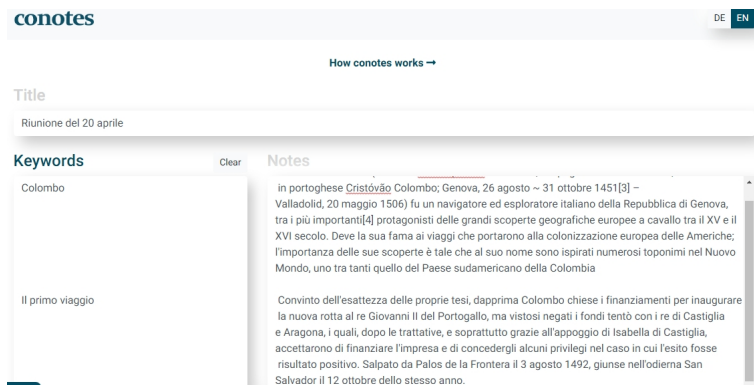 conotes
DE EN
How conotes works →
Title
Riunione del 20 aprile
Keywords
Clear
Notes
Colombo
in portoghese Cristóvão Colombo; Genova, 26 agosto ~ 31 ottobre 1451[3] –
Valladolid, 20 maggio 1506) fu un navigatore ed esploratore italiano della Repubblica di Genova,
tra i più importanti[4] protagonisti delle grandi scoperte geografiche europee a cavallo tra il XV e il
XVI secolo. Deve la sua fama ai viaggi che portarono alla colonizzazione europea delle Americhe;
l'importanza delle sue scoperte è tale che al suo nome sono ispirati numerosi toponimi nel Nuovo
Mondo, uno tra tanti quello del Paese sudamericano della Colombia
Il primo viaggio
Convinto dell'esattezza delle proprie tesi, dapprima Colombo chiese i finanziamenti per inaugurare
la nuova rotta al re Giovanni II del Portogallo, ma vistosi negati i fondi tentò con i re di Castiglia
e Aragona, i quali, dopo le trattative, e soprattutto grazie all'appoggio di Isabella di Castiglia,
accettarono di finanziare l'impresa e di concedergli alcuni privilegi nel caso in cui l'esito fosse
risultato positivo. Salpato da Palos de la Frontera il 3 agosto 1492, giunse nell'odierna San
Salvador il 12 ottobre dello stesso anno.